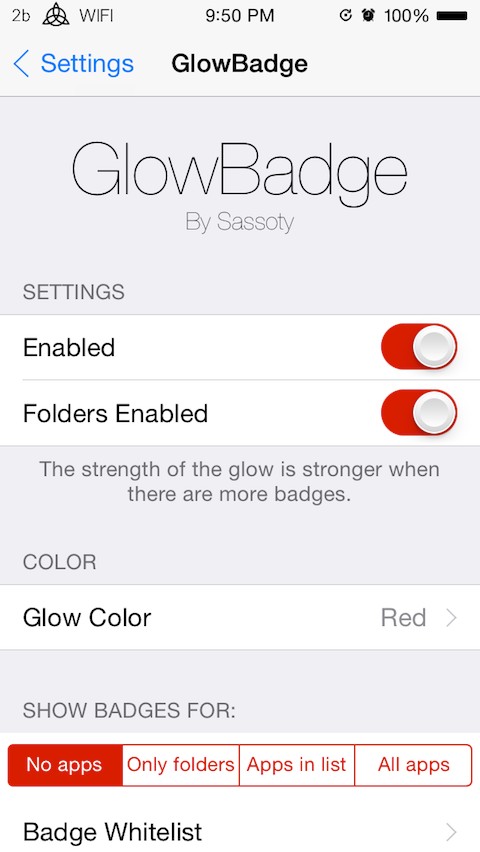 2b WIFI 9:50 PM 100%
Settings GlowBadge
GlowBadge
By Sassoty
SETTINGS
Enabled
Folders Enabled
The strength of the glow is stronger when
there are more badges.
COLOR
Glow Color Red
SHOW BADGES FOR:
No apps Only folders Apps in list All apps
Badge Whitelist